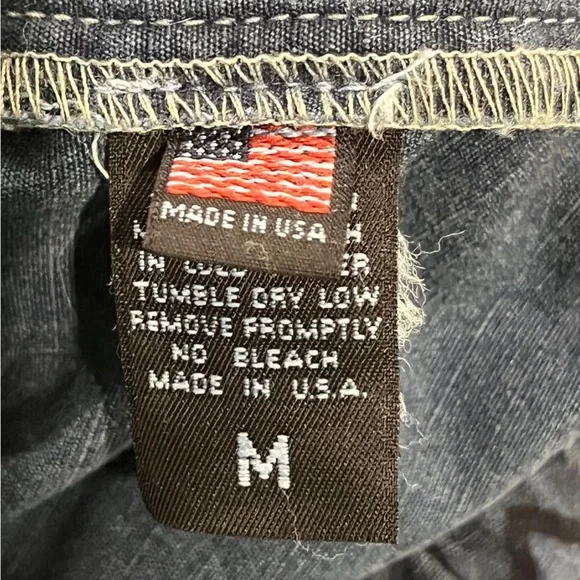 MADE IN USA
IN COLD
TUMBLE DRY LOW
REMOVE PROMPTLY
NO BLEACH
MADE IN U.S.A.
M